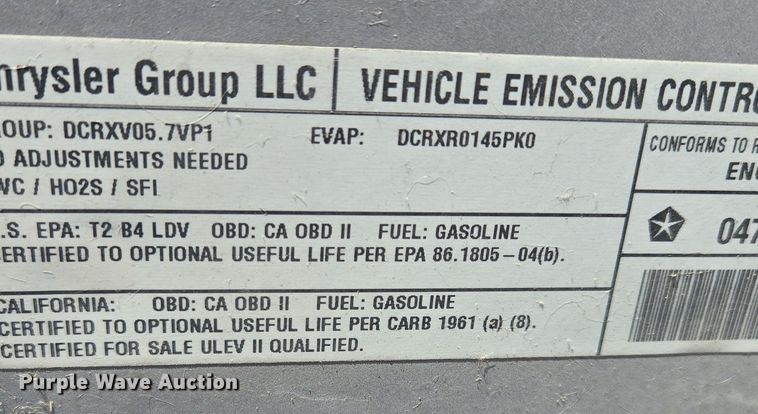 hrysler Group LLC VEHICLE EMISSION CONTR
OUP: DCRXV05.7VP1 EVAP: DCRXR0145PK0
ADJUSTMENTS NEEDED
WC / HO2S / SFI
CONFORMS TO
EN
.S. EPA: T2 B4 LDV OBD: CA OBD II FUEL: GASOLINE
ERTIFIED TO OPTIONAL USEFUL LIFE PER EPA 86.1805-04(b).
047
CALIFORNIA: OBD: CA OBD II FUEL: GASOLINE
CERTIFIED TO OPTIONAL USEFUL LIFE PER CARB 1961 (a) (8).
CERTIFIED FOR SALE ULEV II QUALIFIED.
Purple Wave Auction